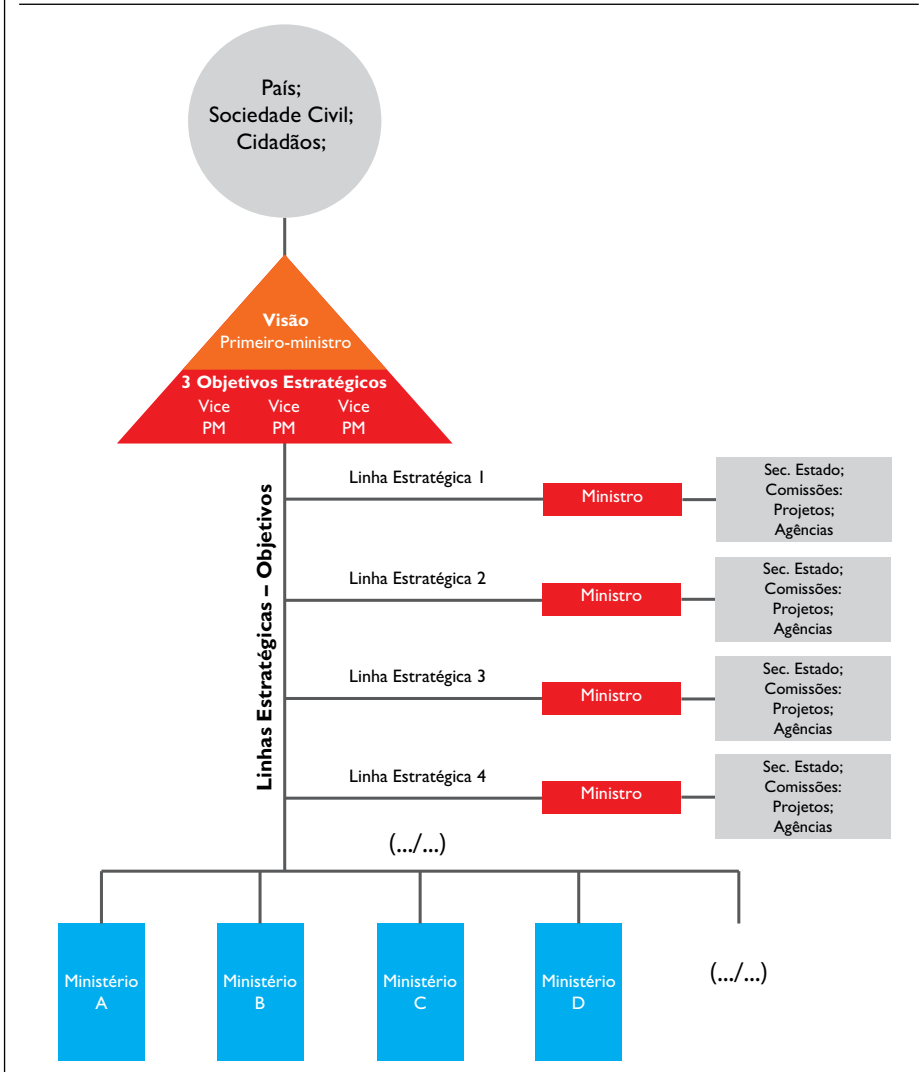 País;
Sociedade Civil;
Cidadãos;
Visão
Primeiro-ministro
3 Objetivos Estratégicos
Vice Vice Vice
PM PM PM
Linhas Estratégicas – Objetivos
Linha Estratégica 1
Ministro
Sec. Estado;
Comissões:
Projetos;
Agências
Linha Estratégica 2
Ministro
Sec. Estado;
Comissões:
Projetos;
Agências
Linha Estratégica 3
Ministro
Sec. Estado;
Comissões:
Projetos;
Agências
Linha Estratégica 4
Ministro
Sec. Estado;
Comissões:
Projetos;
Agências
(.../...)
Ministério
A
Ministério
B
Ministério
C
Ministério
D
(.../...)